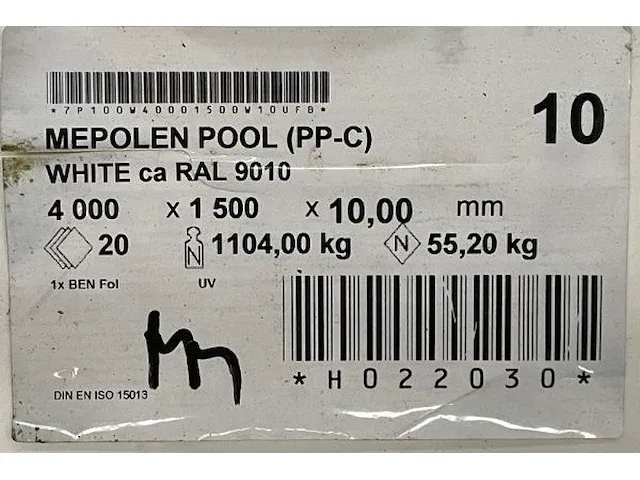 *7P100W40001500W10UFB*
10
MEPOLEN POOL (PP-C)
WHITE ca RAL 9010
4 000 x 1 500 x 10,00 mm
20 N 1104,00 kg N 55,20 kg
1x BEN Fol UV
*H022030*
DIN EN ISO 15013